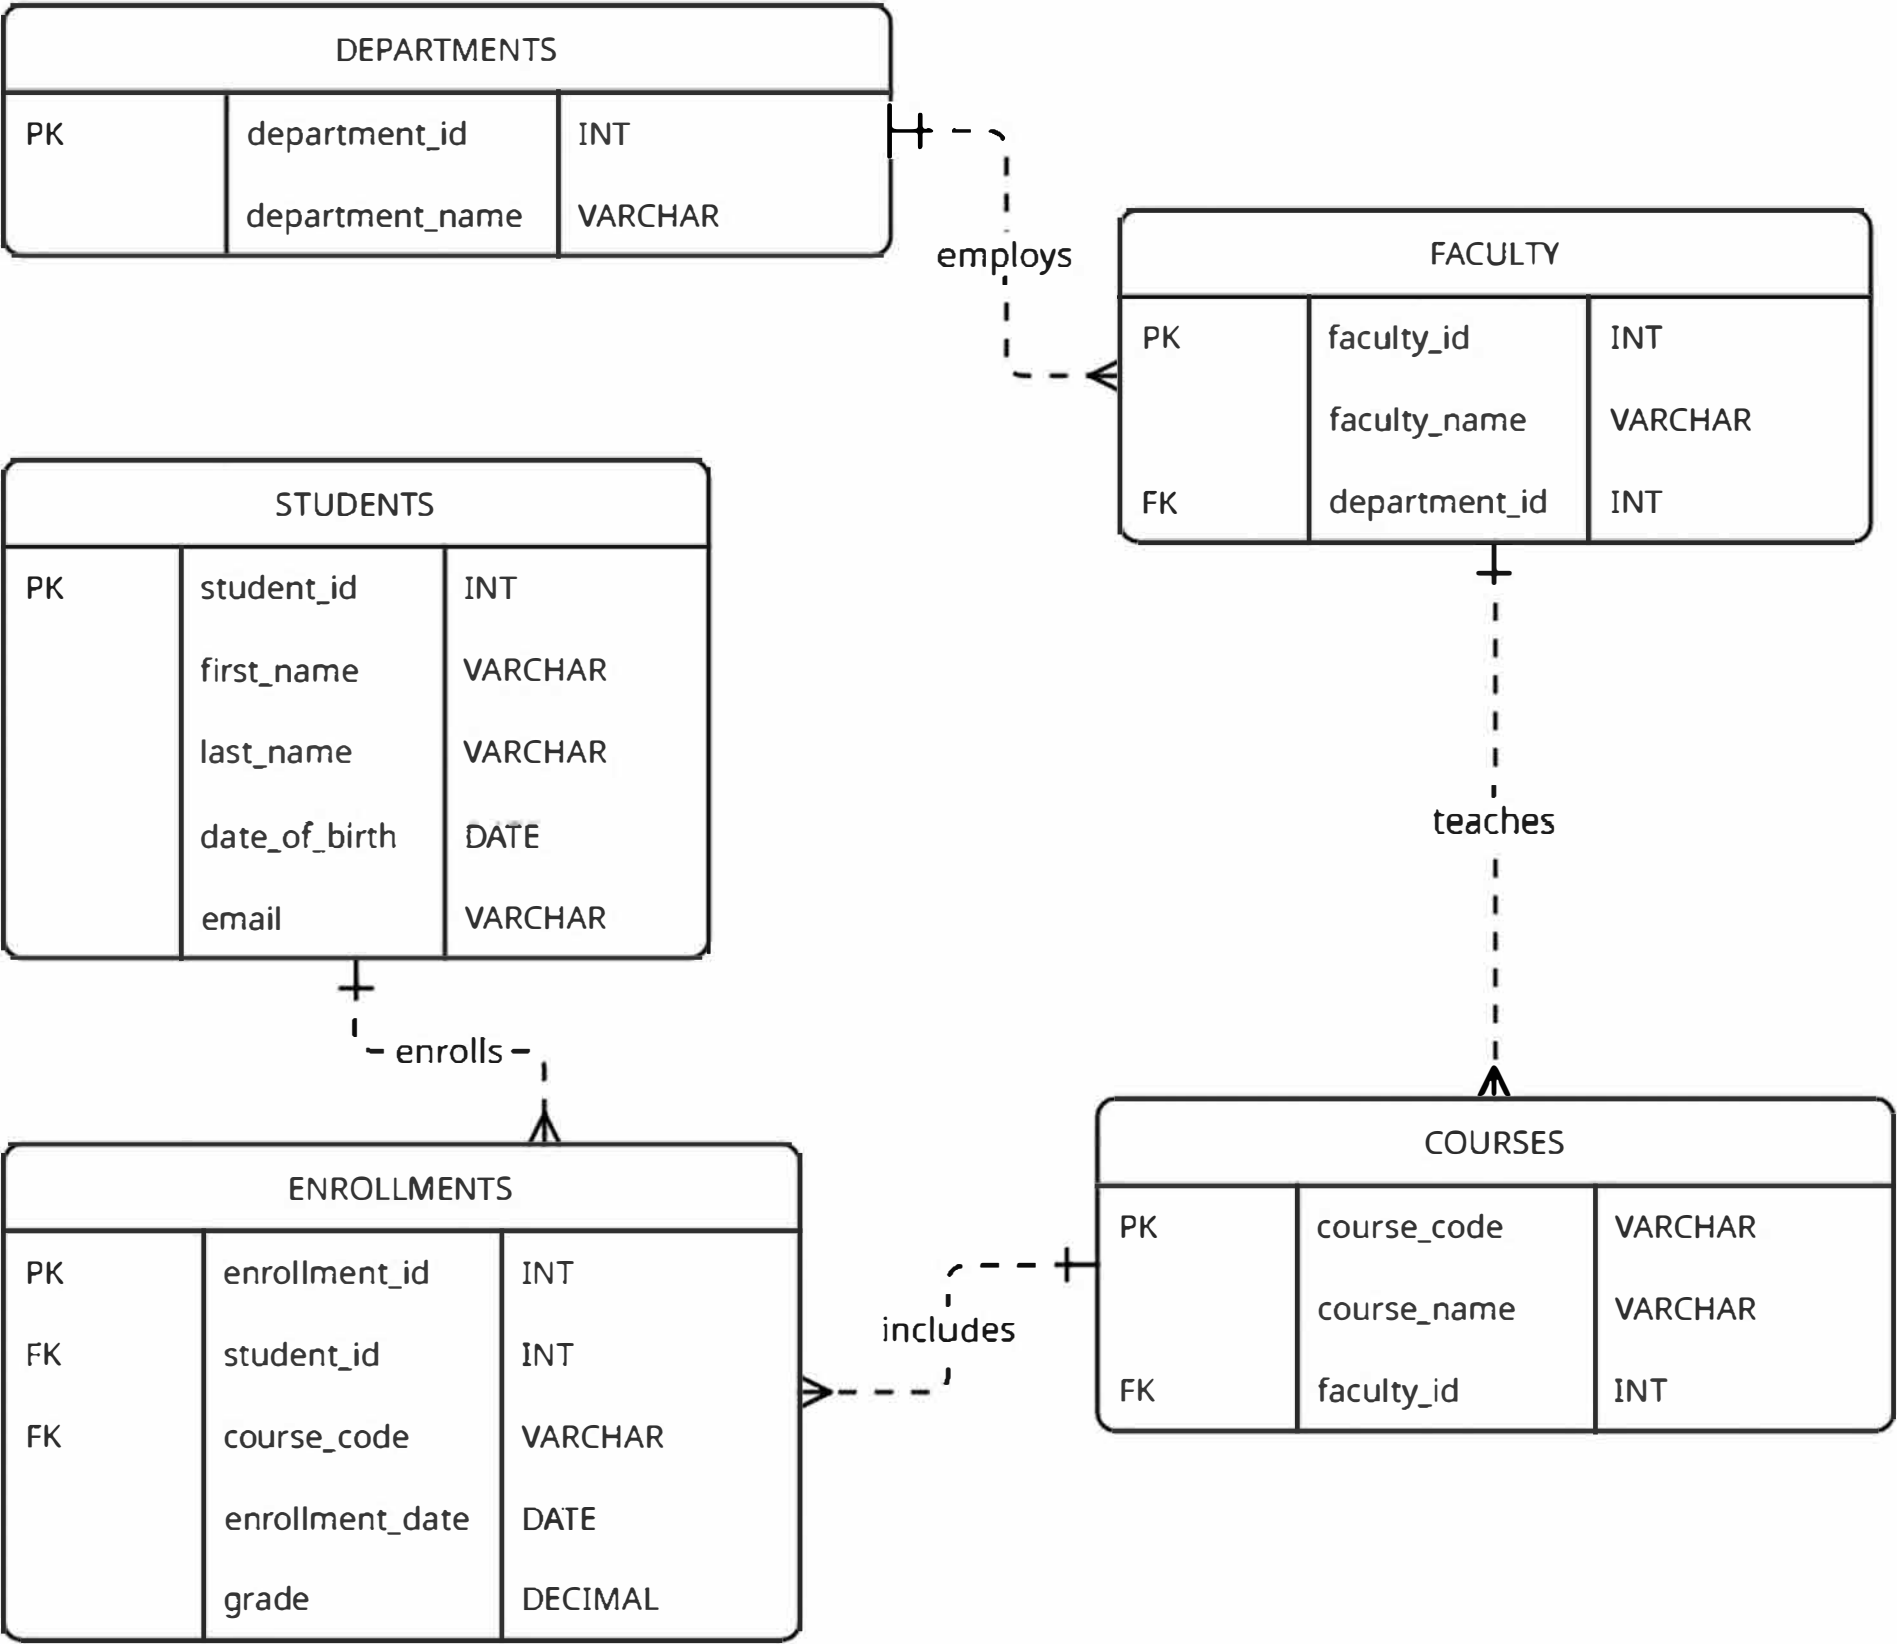 DEPARTMENTS
PK department_id INT
department_name VARCHAR
employs
FACULTY
PK faculty_id INT
faculty_name VARCHAR
FK department_id INT
STUDENTS
PK student_id INT
first_name VARCHAR
last_name VARCHAR
date_of_birth DATE
email VARCHAR
teaches
enrolls
ENROLLMENTS
PK enrollment_id INT
FK student_id INT
FK course_code VARCHAR
enrollment_date DATE
grade DECIMAL
includes
COURSES
PK course_code VARCHAR
course_name VARCHAR
FK faculty_id INT